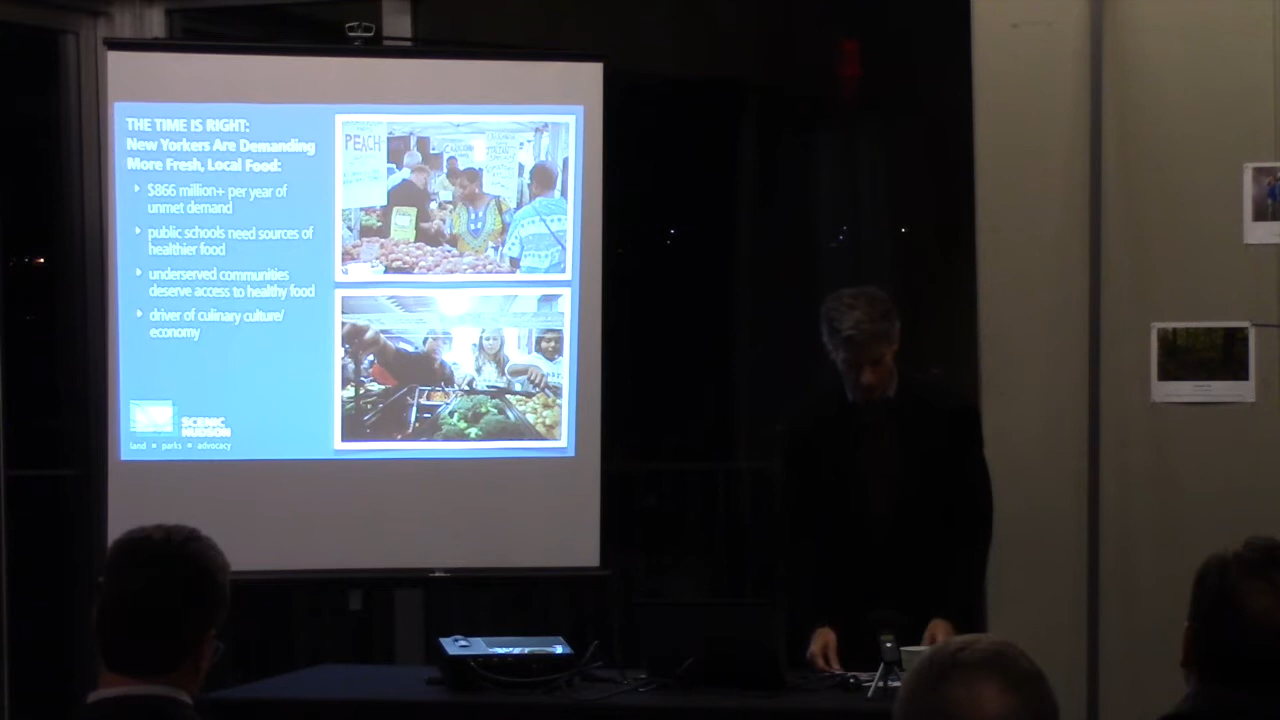 THE TIME IS RIGHT:
New Yorkers Are Demanding
More Fresh, Local Food:
$866 million+ per year of
unmet demand
public schools need sources of
healthier food
underserved communities
deserve access to healthy food
driver of culinary culture/
economy
SCENIC
HUDSON
land parks advocacy
PEACH